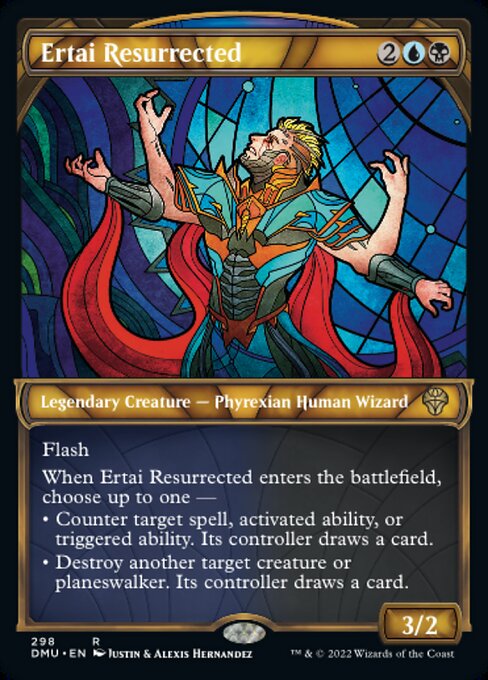 Ertai Resurrected 2
Legendary Creature — Phyrexian Human Wizard
Flash
When Ertai Resurrected enters the battlefield,
choose up to one —
• Counter target spell, activated ability, or
triggered ability. Its controller draws a card.
• Destroy another target creature or
planeswalker. Its controller draws a card.
3/2
298 R
DMU • EN Justin & Alexis Hernandez
™ & © 2022 Wizards of the Coast